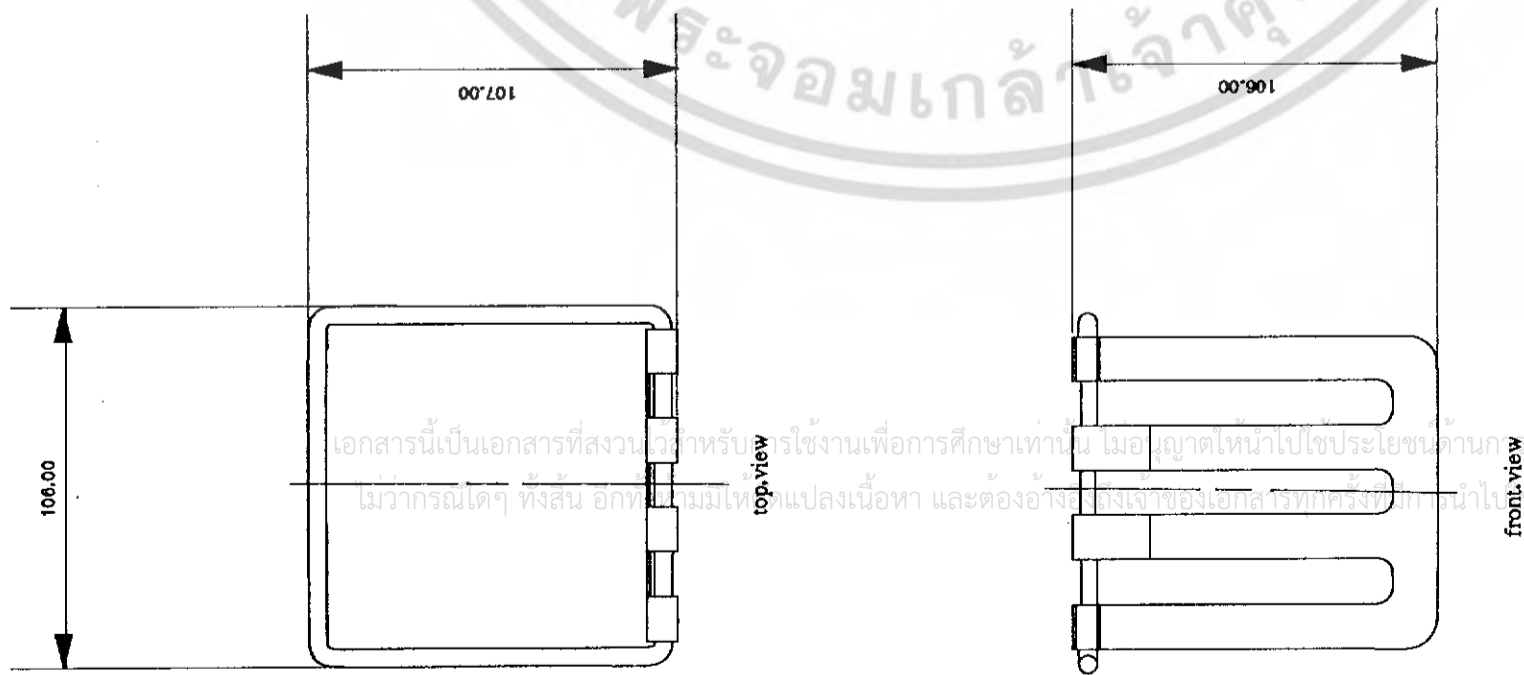 พระจอมเกล้าเจ้าคุ
107.00
106.00
106.00
เอกสารนี้เป็นเอกสารที่สงวนไว้สำหรับการใช้งานเพื่อการศึกษาเท่านั้น ไม่อนุญาตให้นำไปใช้ประโยชน์ด้านกา
ไม่ว่ากรณีใดๆ ทั้งสิ้น อีกทั้งห้ามมิให้ดัดแปลงเนื้อหา และต้องอ้างอิงถึงเจ้าของเอกสารทุกครั้งที่มีการนำไป
top.view
front.view